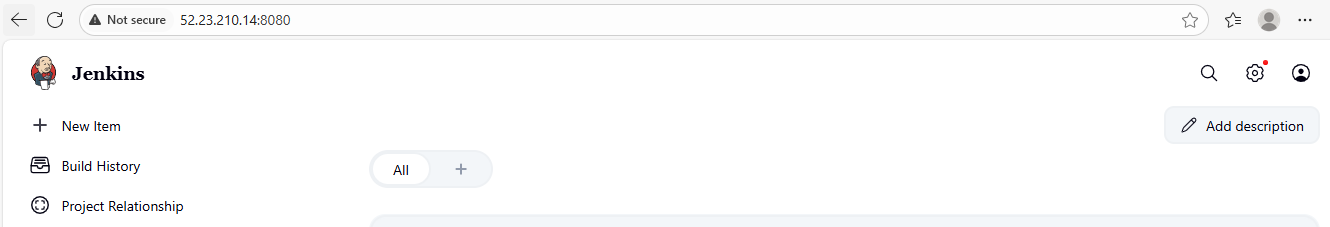 Not secure 52.23.210.14:8080
Jenkins
New Item
Add description
Build History
All +
Project Relationship